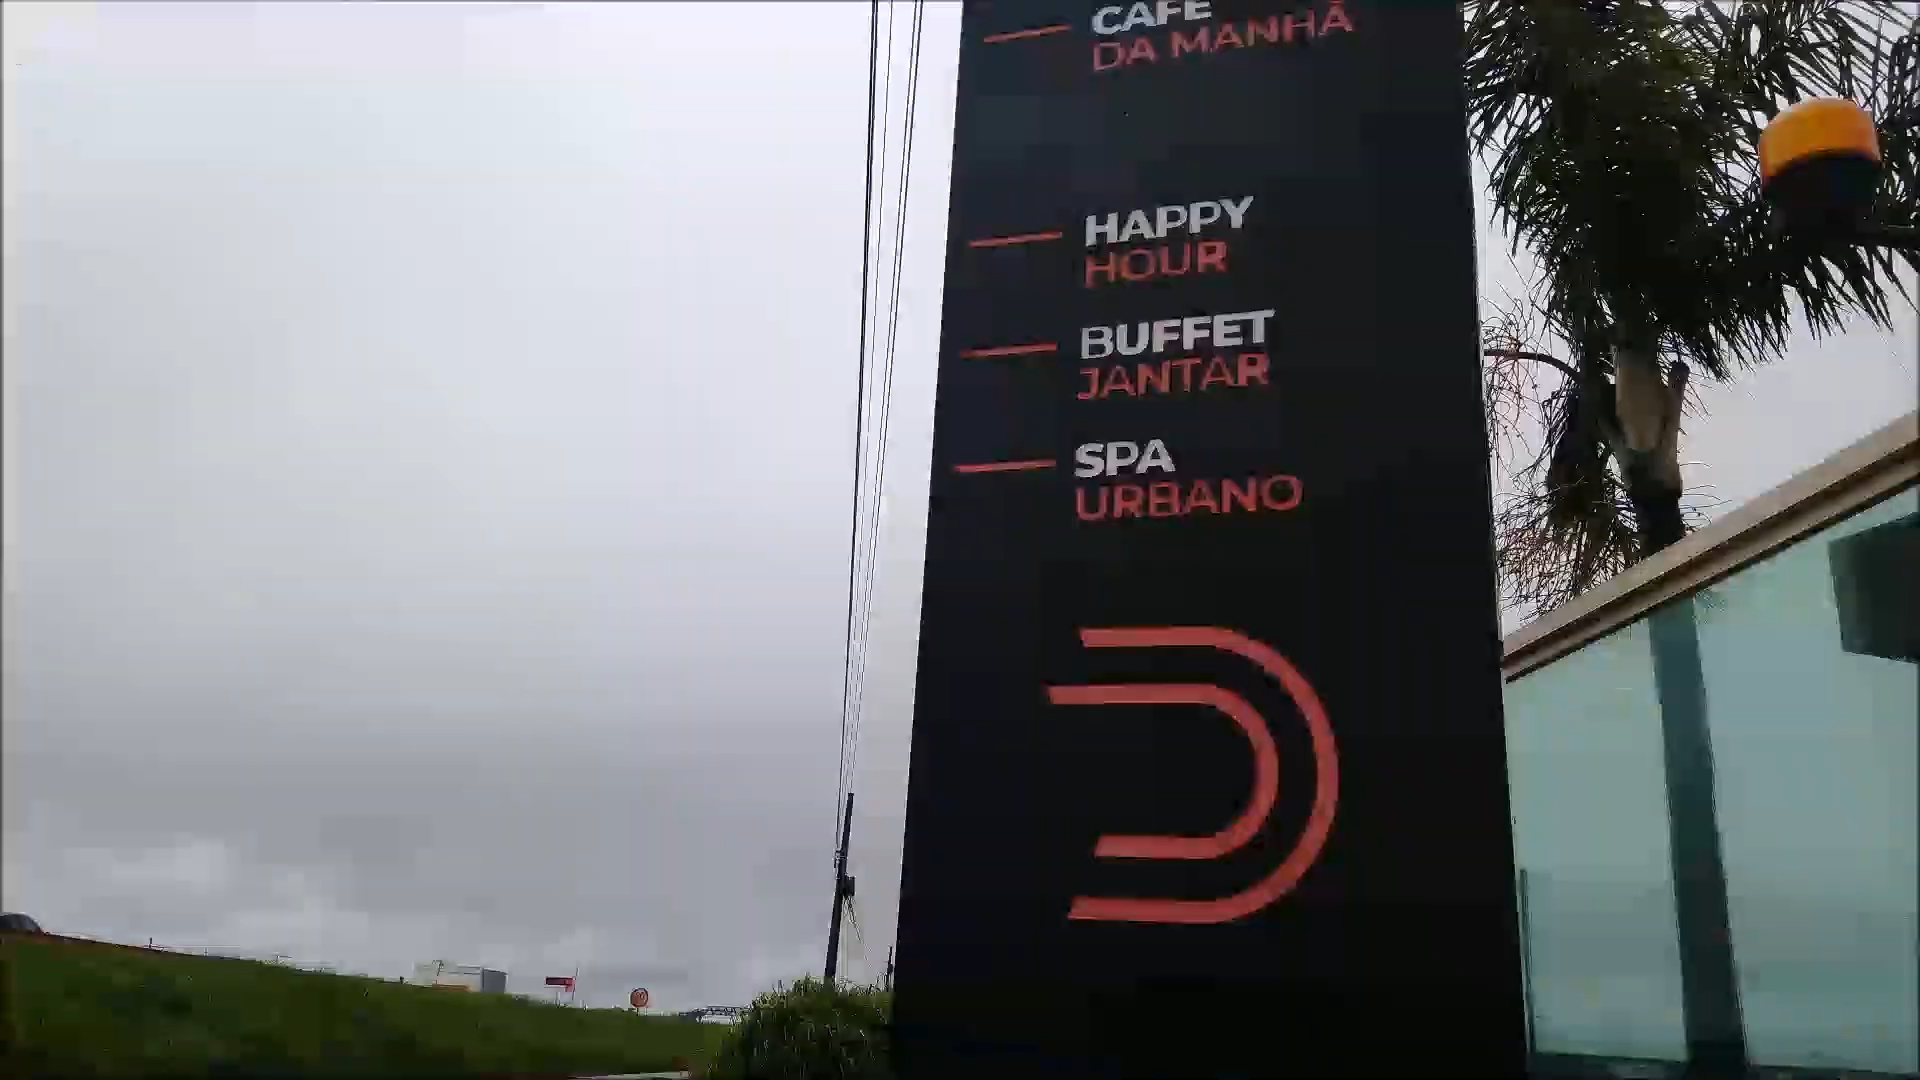 CAFÉ
DA MANHÃ
HAPPY
HOUR
BUFFET
JANTAR
SPA
URBANO